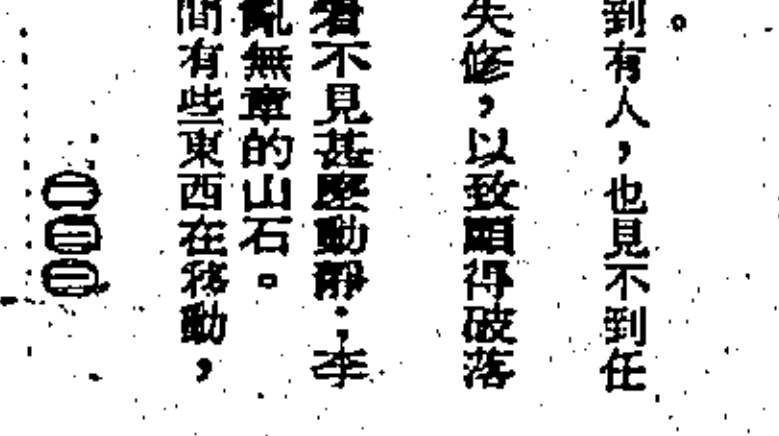 。
到有人，也見不到任
失修，以致顯得破落
看不見甚麼動靜；李
亂無章的山石。
間有些東西在移動，